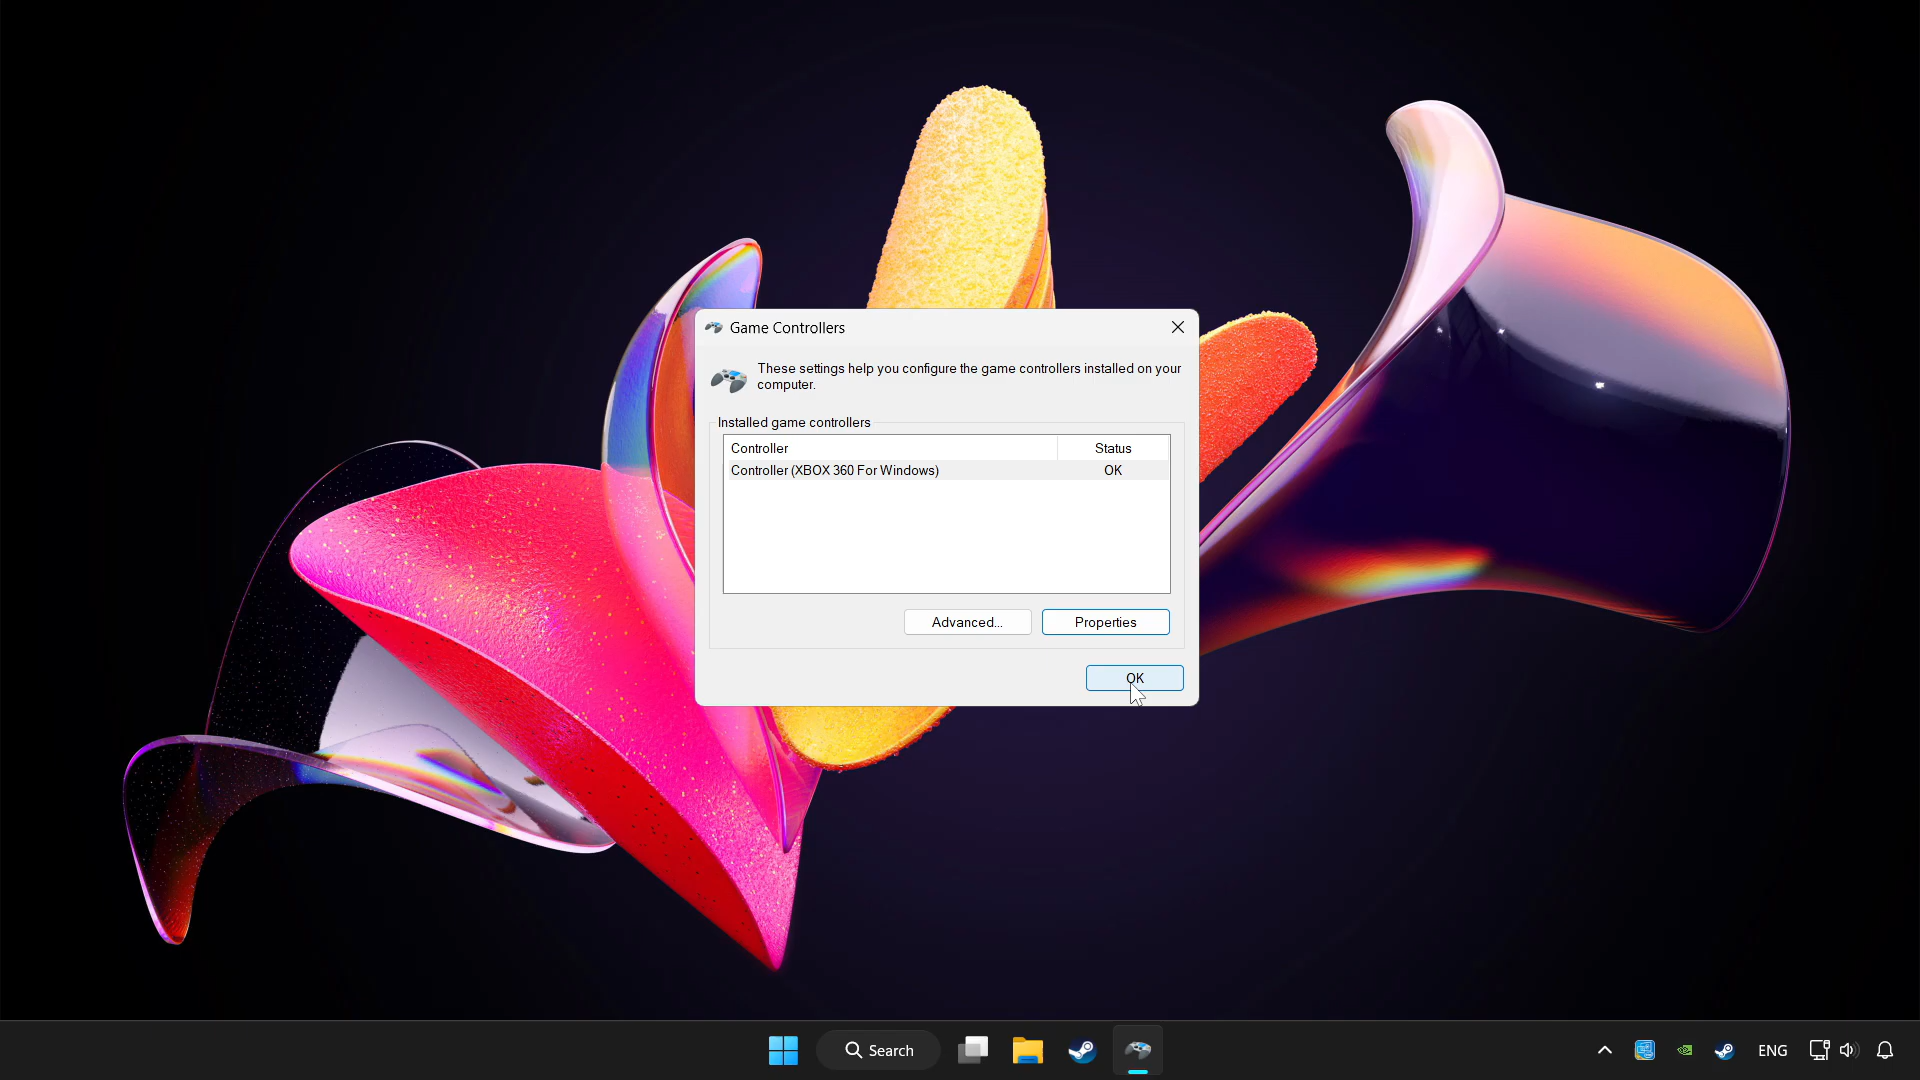 Game Controllers
These settings help you configure the game controllers installed on your
computer.
Installed game controllers
Controller Status
Controller (XBOX 360 For Windows) OK
Advanced... Properties
OK
Search ENG